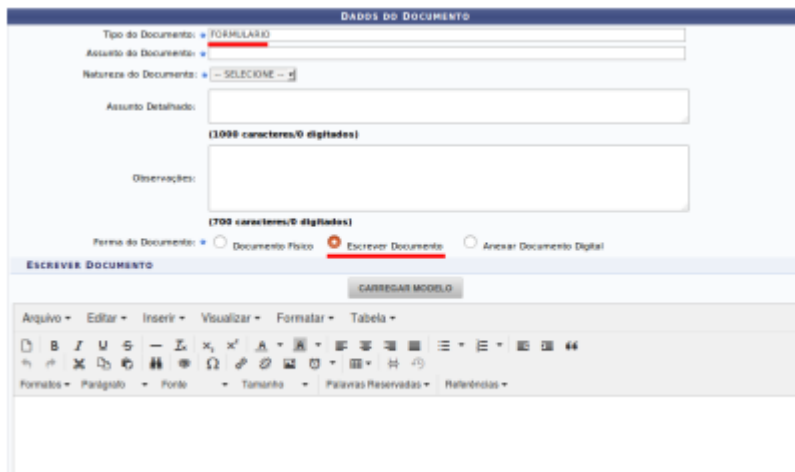 DADOS DO DOCUMENTO
Tipo do Documento: ★ FORMULARIO
Assunto do Documento: ★
Natureza do Documento: ★ -- SELECIONE --
Assunto Detalhado:
(1000 caracteres/0 digitados)
Observações:
(700 caracteres/0 digitados)
Forma do Documento: ★ Documento Físico Escrever Documento Anexar Documento Digital
ESCREVER DOCUMENTO
CARREGAR MODELO
Arquivo Editar Inserir Visualizar Formatar Tabela
Formatos Parágrafo Fonte Tamanho Palavras Reservadas Referências